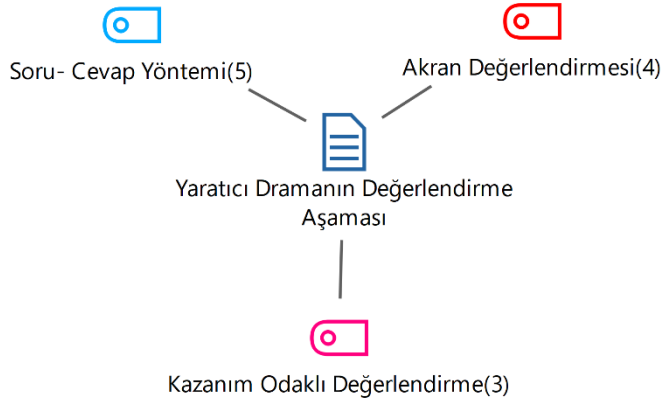 Soru- Cevap Yöntemi(5)
Akran Değerlendirmesi(4)
Yaratıcı Dramanın Değerlendirme
Aşaması
Kazanım Odaklı Değerlendirme(3)